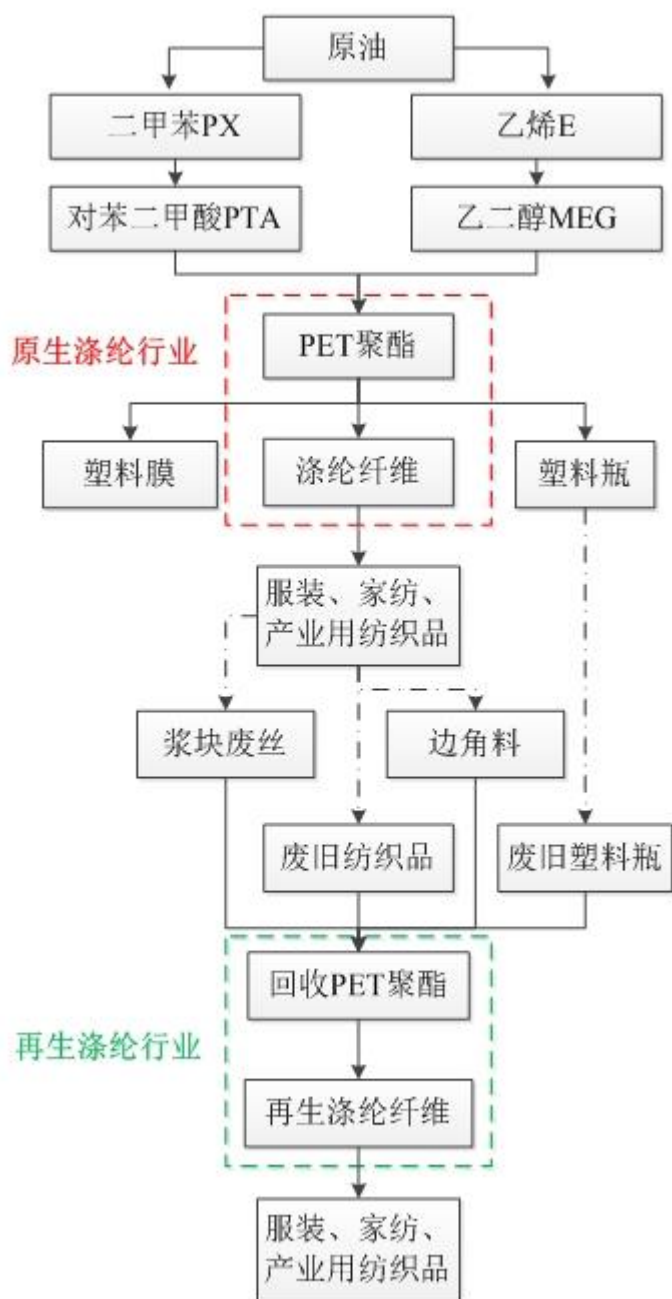 原油
二甲苯PX
乙烯E
对苯二甲酸PTA
乙二醇MEG
原生涤纶行业
PET聚酯
塑料膜
涤纶纤维
塑料瓶
服装、家纺、
产业用纺织品
浆块废丝
边角料
废旧纺织品
废旧塑料瓶
回收PET聚酯
再生涤纶行业
再生涤纶纤维
服装、家纺、
产业用纺织品